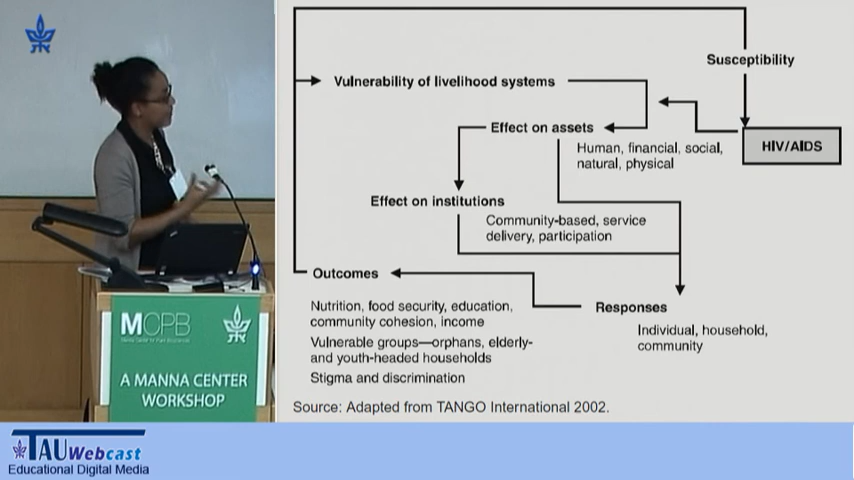 Susceptibility
Vulnerability of livelihood systems
Effect on assets
HIV/AIDS
Human, financial, social,
natural, physical
Effect on institutions
Community-based, service
delivery, participation
Outcomes
Nutrition, food security, education,
community cohesion, income
Vulnerable groups—orphans, elderly-
and youth-headed households
Stigma and discrimination
Responses
Individual, household,
community
Source: Adapted from TANGO International 2002.
MCPB
A MANNA CENTER
WORKSHOP
TAU Webcast
Educational Digital Media